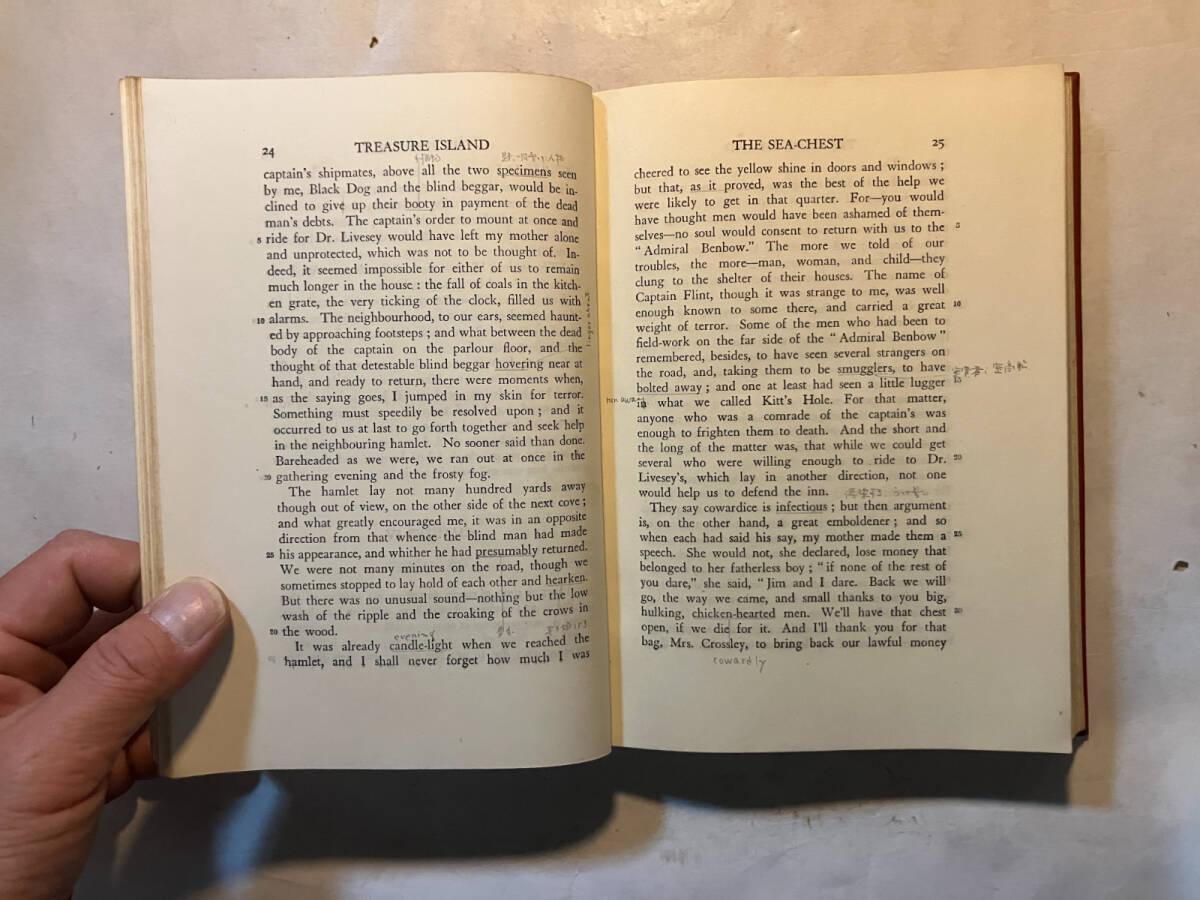 24 TREASURE ISLAND
captain's shipmates, above all the two specimens seen
by me, Black Dog and the blind beggar, would be in-
clined to give up their booty in payment of the dead
man's debts. The captain's order to mount at once and
5 ride for Dr. Livesey would have left my mother alone
and unprotected, which was not to be thought of. In-
deed, it seemed impossible for either of us to remain
much longer in the house : the fall of coals in the kitch-
en grate, the very ticking of the clock, filled us with
10 alarms. The neighbourhood, to our ears, seemed haunt-
ed by approaching footsteps ; and what between the dead
body of the captain on the parlour floor, and the
thought of that detestable blind beggar hovering near at
hand, and ready to return, there were moments when,
15 as the saying goes, I jumped in my skin for terror.
Something must speedily be resolved upon ; and it
occurred to us at last to go forth together and seek help
in the neighbouring hamlet. No sooner said than done.
Bareheaded as we were, we ran out at once in the
20 gathering evening and the frosty fog.
The hamlet lay not many hundred yards away
though out of view, on the other side of the next cove ;
and what greatly encouraged me, it was in an opposite
direction from that whence the blind man had made
25 his appearance, and whither he had presumably returned.
We were not many minutes on the road, though we
sometimes stopped to lay hold of each other and hearken.
But there was no unusual sound—nothing but the low
wash of the ripple and the croaking of the crows in
30 the wood.
evening
It was already candle-light when we reached the
hamlet, and I shall never forget how much I was
THE SEA-CHEST 25
cheered to see the yellow shine in doors and windows ;
but that, as it proved, was the best of the help we
were likely to get in that quarter. For—you would
have thought men would have been ashamed of them-
selves—no soul would consent to return with us to the 5
"Admiral Benbow." The more we told of our
troubles, the more—man, woman, and child—they
clung to the shelter of their houses. The name of
Captain Flint, though it was strange to me, was well
enough known to some there, and carried a great 10
weight of terror. Some of the men who had been to
field-work on the far side of the "Admiral Benbow"
remembered, besides, to have seen several strangers on
the road, and, taking them to be smugglers, to have
bolted away ; and one at least had seen a little lugger 15
run away
in what we called Kitt's Hole. For that matter,
anyone who was a comrade of the captain's was
enough to frighten them to death. And the short and
the long of the matter was, that while we could get
several who were willing enough to ride to Dr. 20
Livesey's, which lay in another direction, not one
would help us to defend the inn.
They say cowardice is infectious ; but then argument
is, on the other hand, a great emboldener ; and so
when each had said his say, my mother made them a 25
speech. She would not, she declared, lose money that
belonged to her fatherless boy ; "if none of the rest of
you dare," she said, "Jim and I dare. Back we will
go, the way we came, and small thanks to you big,
hulking, chicken-hearted men. We'll have that chest 30
open, if we die for it. And I'll thank you for that
bag, Mrs. Crossley, to bring back our lawful money
cowardly